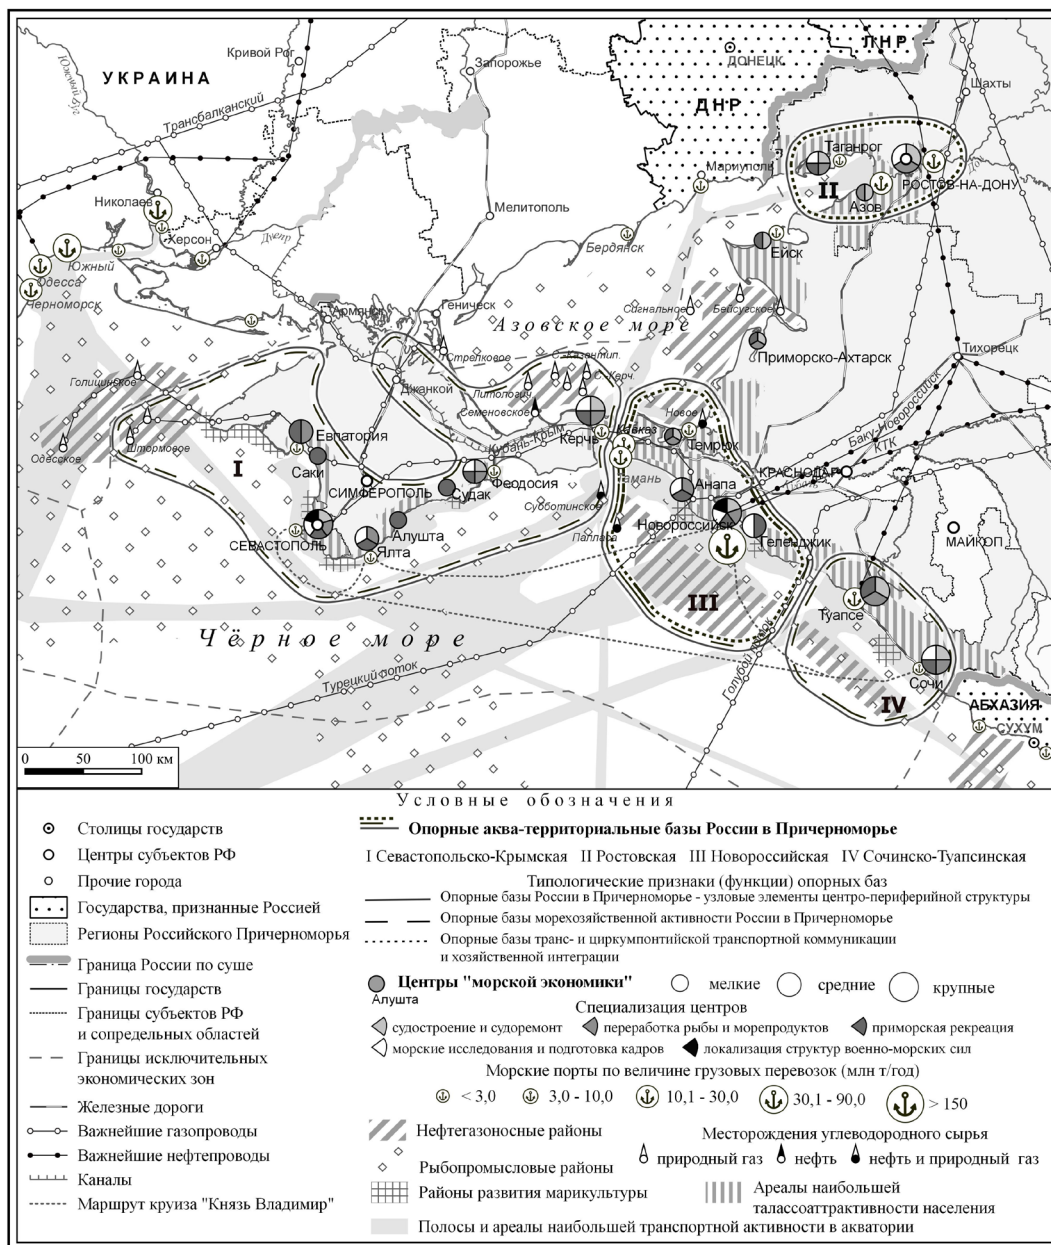 Кривой Рог
УКРАИНА
Запорожье
ДОНЕЦК
ЛНР
ДНР
Шахты
Трансбалканский
Мариуполь
Таганрог
II
РОСТОВ-НА-ДОНУ
Азов
Николаев
Мелитополь
Херсон
Днепр
Бердянск
Ейск
Южный
Одесса
Черноморск
Геническ
Армянск
Сигнальное
Бейсугское
Азовское море
Стрелковое
С.-Казантип.
С.-Керч.
Приморско-Ахтарск
Тихорецк
Голицинское
Джанкой
Литологич.
Семеновское
Новое
Баку-Новороссийск
КТК
Одесское
Штормовое
Евпатория
Керчь
Кавказ
Темрюк
Кубань-Крым
I
Саки
СИМФЕРОПОЛЬ
Судак
Феодосия
Тамань
Анапа
КРАСНОДАР
Субботинское
Новороссийск
СЕВАСТОПОЛЬ
Алушта
Ялта
Паллада
Геленджик
МАЙКОП
III
Туапсе
Чёрное море
Турецкий поток
Голубой поток
Сочи
IV
АБХАЗИЯ
СУХУМ
0 50 100 км
Условные обозначения
Столицы государств
Центры субъектов РФ
Прочие города
Государства, признанные Россией
Регионы Российского Причерноморья
Граница России по суше
Границы государств
Границы субъектов РФ
и сопредельных областей
Границы исключительных
экономических зон
Железные дороги
Важнейшие газопроводы
Важнейшие нефтепроводы
Каналы
Маршрут круиза "Князь Владимир"
Опорные аква-территориальные базы России в Причерноморье
I Севастопольско-Крымская II Ростовская III Новороссийская IV Сочинско-Туапсинская
Типологические признаки (функции) опорных баз
Опорные базы России в Причерноморье - узловые элементы центро-периферийной структуры
Опорные базы морехозяйственной активности России в Причерноморье
Опорные базы транс- и циркумпонтийской транспортной коммуникации
и хозяйственной интеграции
Центры "морской экономики"
мелкие средние крупные
Алушта
Специализация центров
судостроение и судоремонт переработка рыбы и морепродуктов приморская рекреация
морские исследования и подготовка кадров локализация структур военно-морских сил
Морские порты по величине грузовых перевозок (млн т/год)
< 3,0 3,0 - 10,0 10,1 - 30,0 30,1 - 90,0 > 150
Нефтегазоносные районы
Месторождения углеводородного сырья
природный газ нефть нефть и природный газ
Рыбопромысловые районы
Районы развития марикультуры
Ареалы наибольшей
талассоаттрактивности населения
Полосы и ареалы наибольшей транспортной активности в акватории